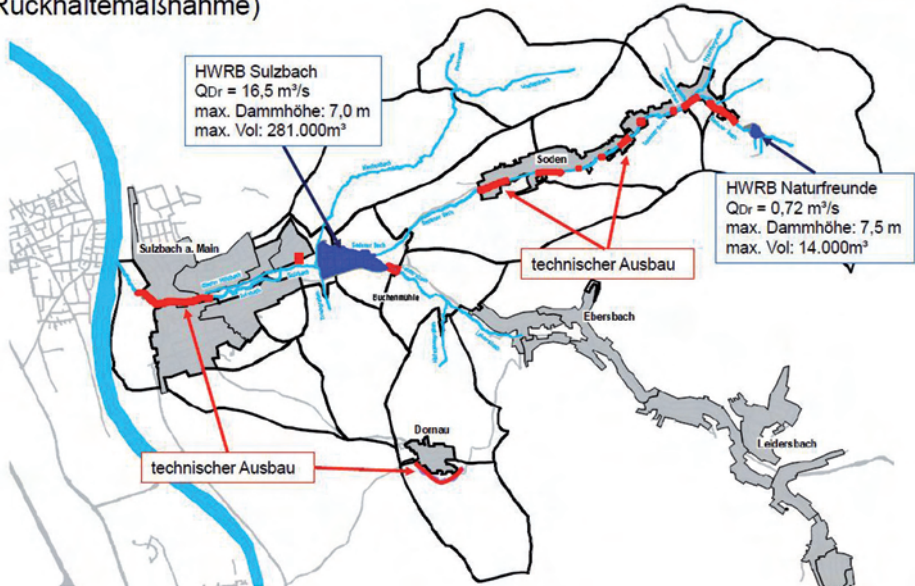 Rückhaltemaßnahme)
HWRB Sulzbach
QDr = 16,5 m³/s
max. Dammhöhe: 7,0 m
max. Vol: 281.000m³
Soden
HWRB Naturfreunde
QDr = 0,72 m³/s
max. Dammhöhe: 7,5 m
max. Vol: 14.000m³
Sulzbach a. Main
technischer Ausbau
Buchenmühle
Ebersbach
Dornau
Leidersbach
technischer Ausbau